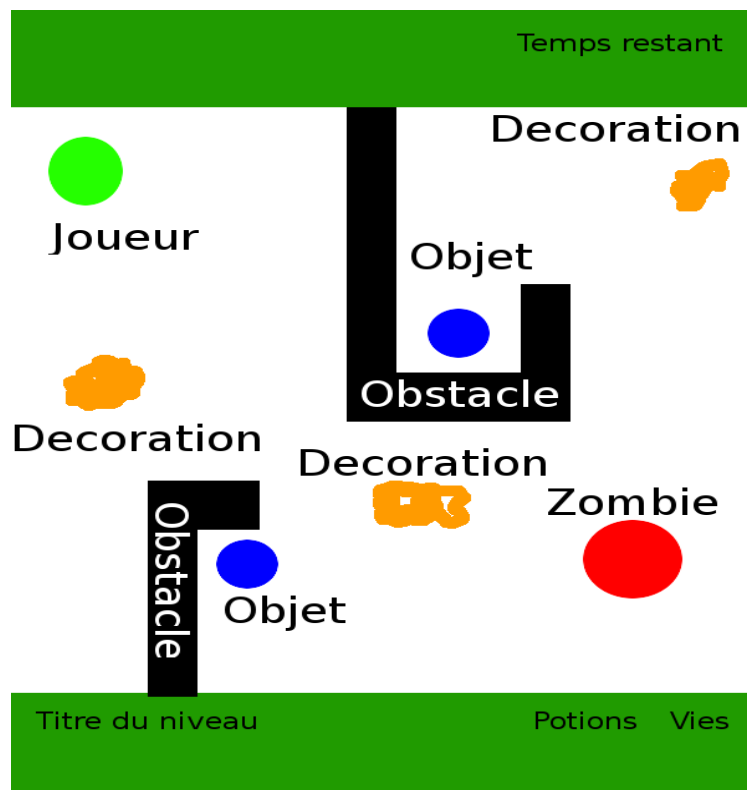 Temps restant
Decoration
Joueur
Objet
Obstacle
Decoration
Decoration
Zombie
Obstacle
Objet
Titre du niveau
Potions
Vies